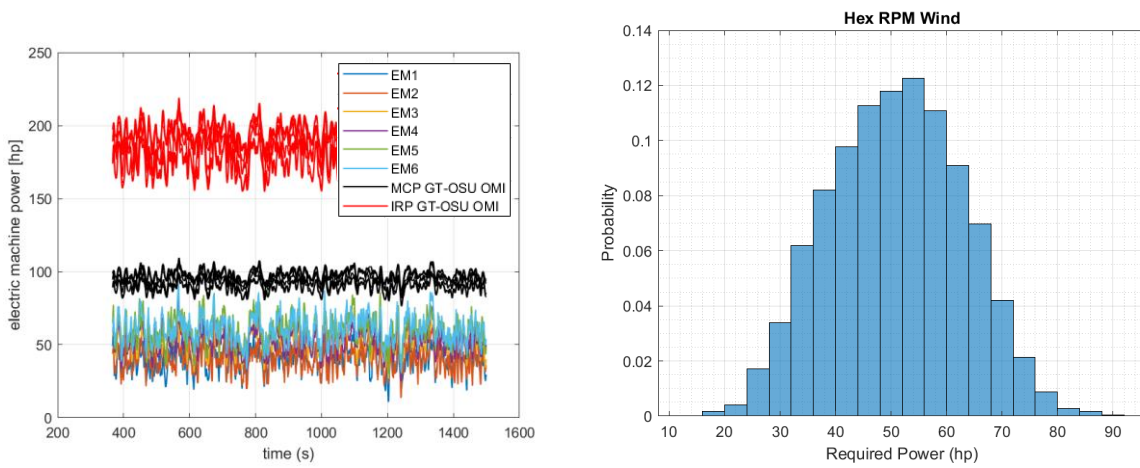 electric machine power [hp]
250
200
150
100
50
0
200
400
600
800
1000
1200
1400
1600
time (s)
EM1
EM2
EM3
EM4
EM5
EM6
MCP GT-OSU OMI
IRP GT-OSU OMI
Hex RPM Wind
Probability
0.14
0.12
0.1
0.08
0.06
0.04
0.02
0
10
20
30
40
50
60
70
80
90
Required Power (hp)